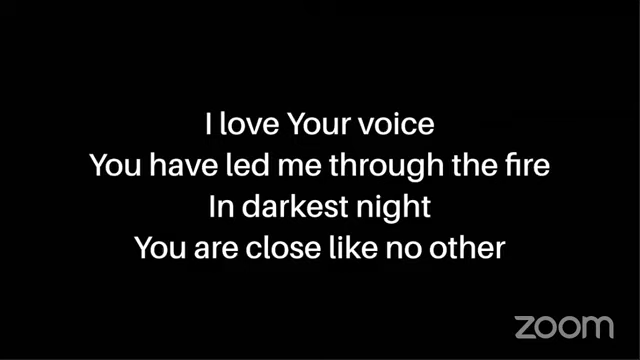 I love Your voice
You have led me through the fire
In darkest night
You are close like no other
zoom